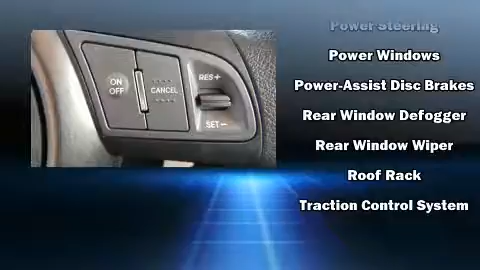 ON
OFF
CANCEL
RES+
SET-
Power Steering
Power Windows
Power-Assist Disc Brakes
Rear Window Defogger
Rear Window Wiper
Roof Rack
Traction Control System